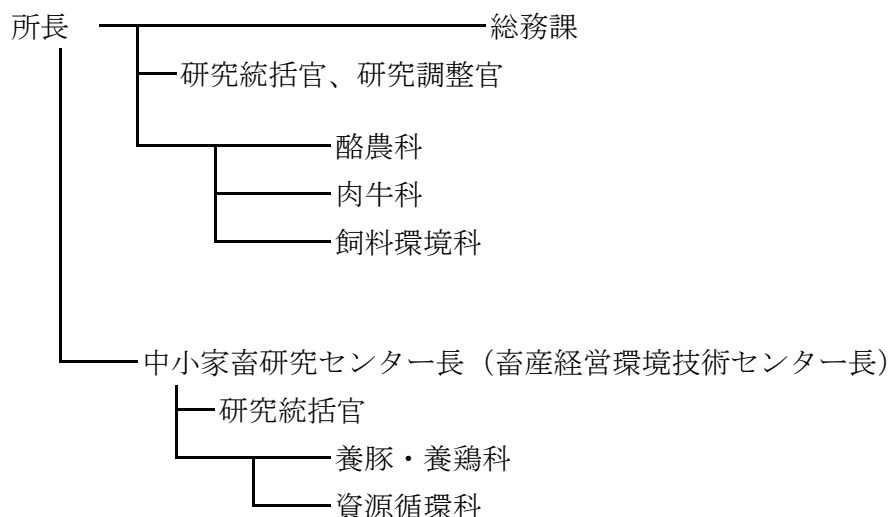 所長 総務課
研究統括官、研究調整官
酪農科
肉牛科
飼料環境科
中小家畜研究センター長（畜産経営環境技術センター長）
研究統括官
養豚・養鶏科
資源循環科